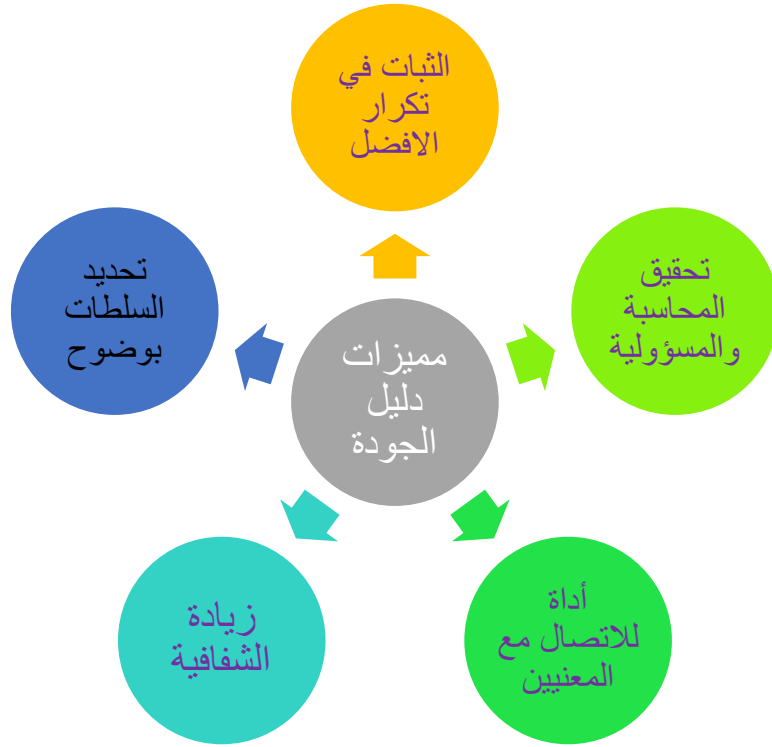 الثبات في
تكرار
الافضل
تحقيق
المحاسبة
والمسؤولية
تحديد
السلطات
بوضوح
مميزات
دليل
الجودة
أداة
للاتصال مع
المعنيين
زيادة
الشفافية